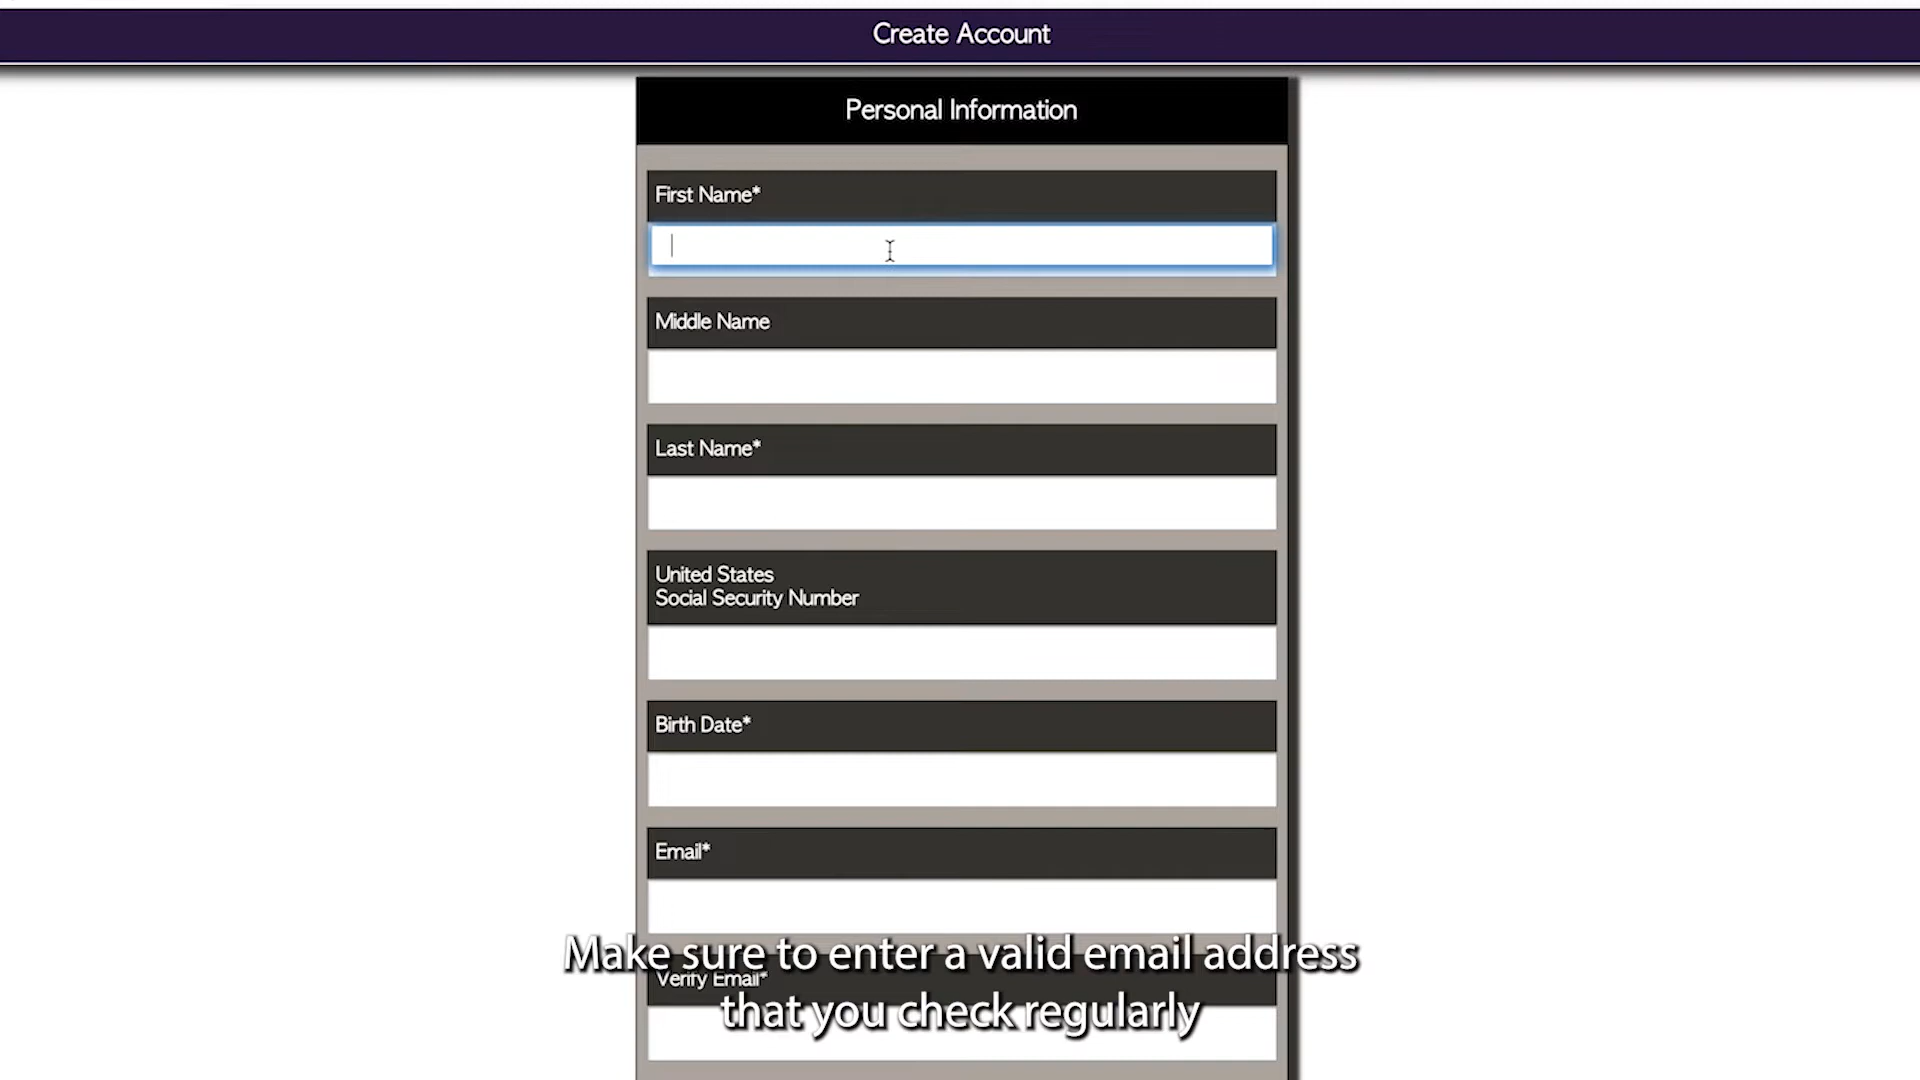 Create Account
Personal Information
First Name*
Middle Name
Last Name*
United States
Social Security Number
Birth Date*
Email*
Make sure to enter a valid email address
Verify Email*
that you check regularly